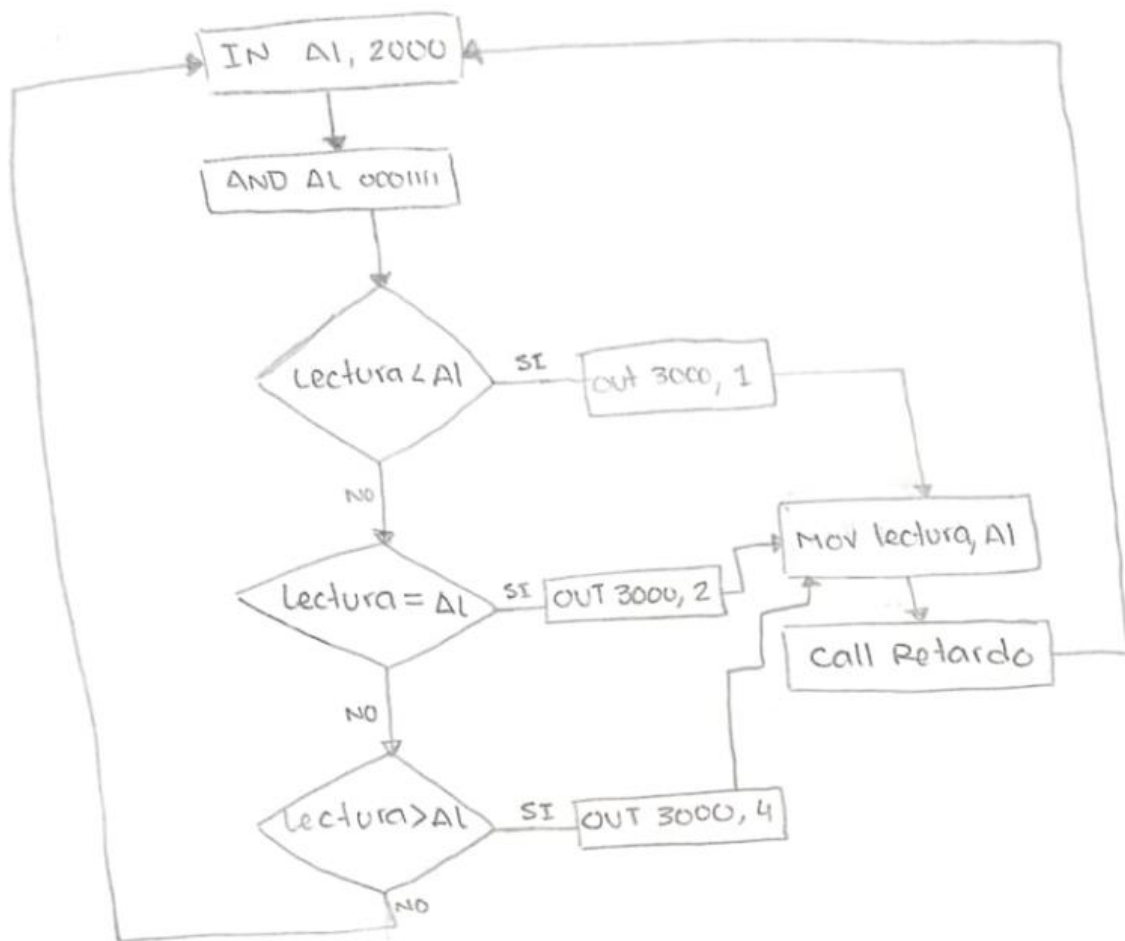 IN Al, 2000
AND AL 00011111
Lectura < Al
SI
OUt 3000, 1
NO
Mov lectura, Al
Lectura = AL
SI
OUT 3000, 2
Call Retardo
NO
Lectura > Al
SI
OUT 3000, 4
NO